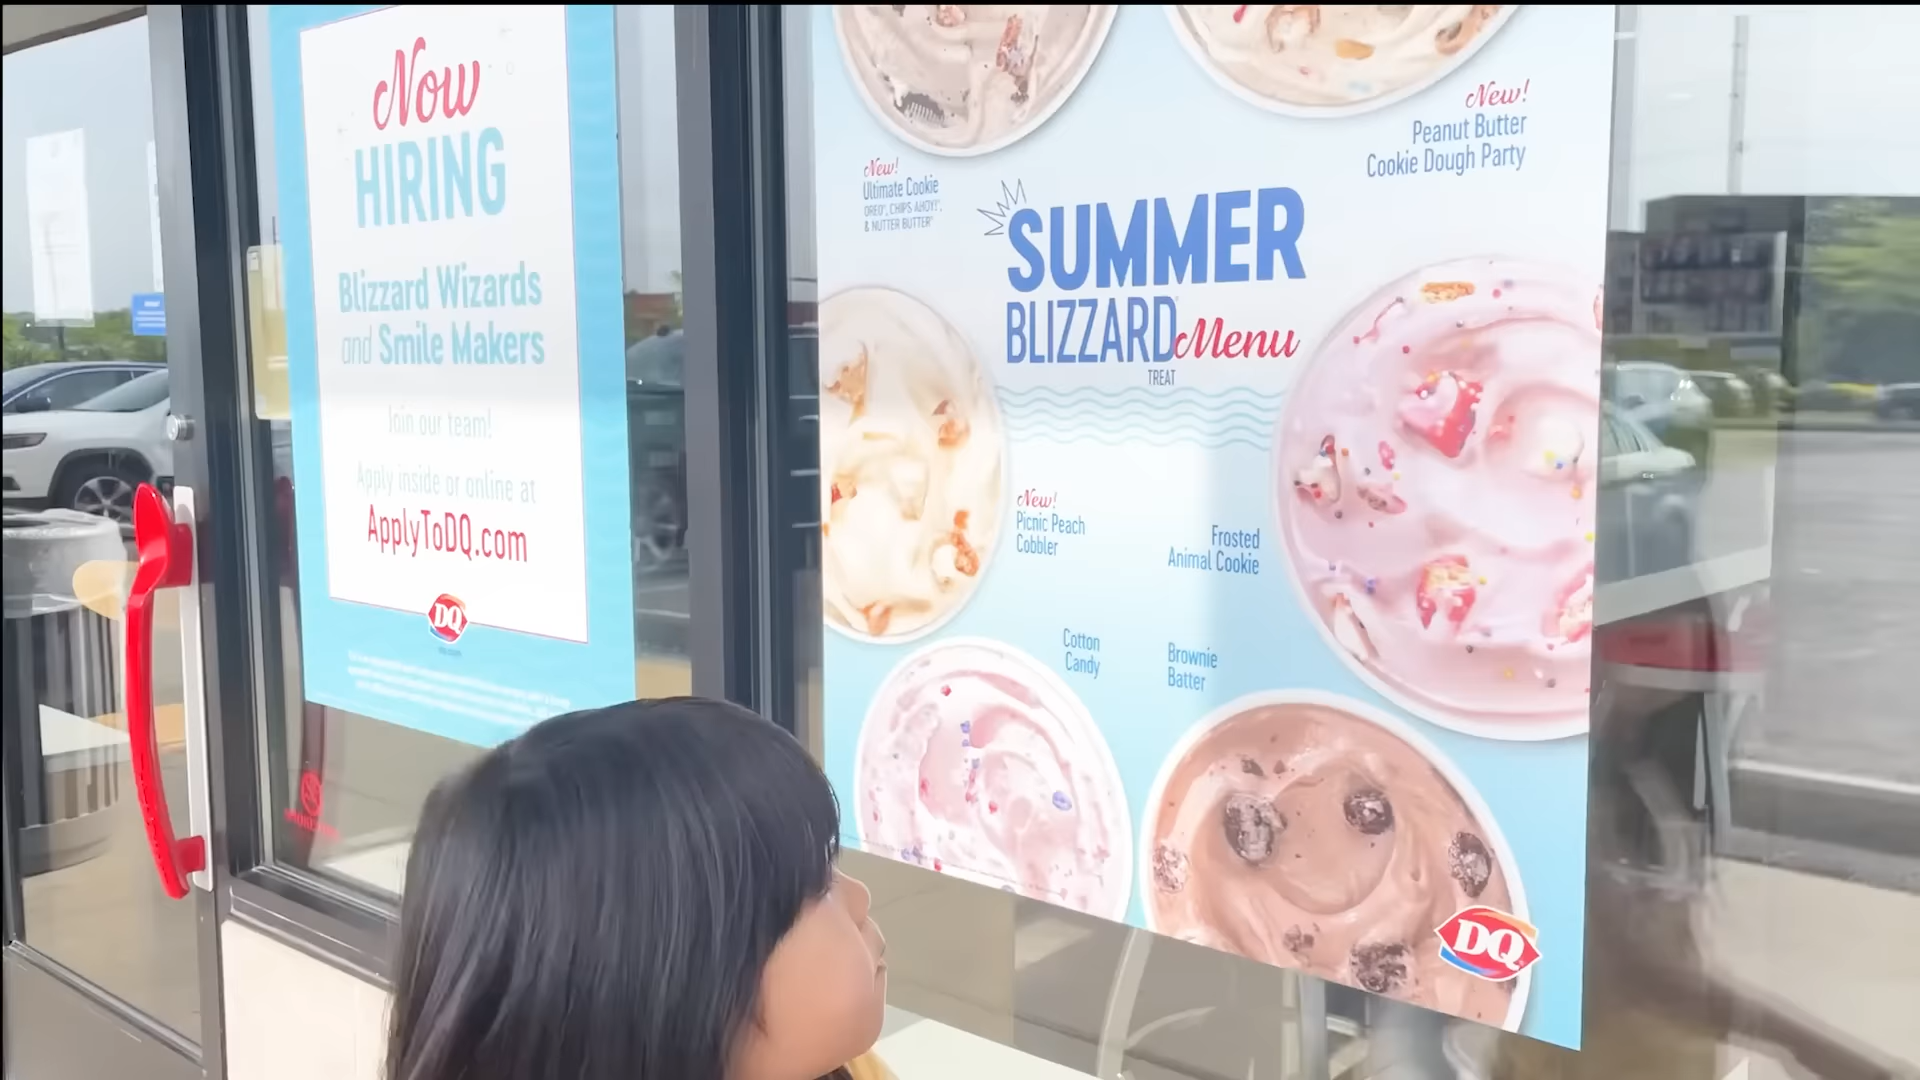 Now
HIRING
Blizzard Wizards
and Smile Makers
Join our team!
Apply inside or online at
ApplyToDQ.com
DQ
New!
Ultimate Cookie
OREO®, CHIPS AHOY!®,
& NUTTER BUTTER®
New!
Peanut Butter
Cookie Dough Party
SUMMER
BLIZZARD® Menu
TREAT
New!
Picnic Peach
Cobbler
Frosted
Animal Cookie
Cotton
Candy
Brownie
Batter
DQ